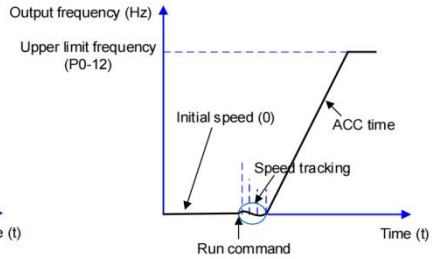 Output frequency (Hz)
Upper limit frequency
(P0-12)
Initial speed (0)
ACC time
Speed tracking
e (t)
Time (t)
Run command